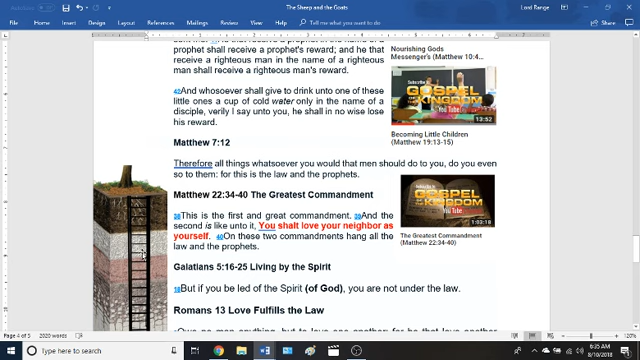 The Sheep and the Goats
Lord Range
File Home Insert Design Layout References Mailings Review View Help Tell me what you want to do Share
prophet shall receive a prophet's reward; and he that
receive a righteous man in the name of a righteous
man shall receive a righteous man's reward.
42And whosoever shall give to drink unto one of these
little ones a cup of cold water only in the name of a
disciple, verily I say unto you, he shall in no wise lose
his reward.
Matthew 7:12
Therefore all things whatsoever you would that men should do to you, do you even
so to them: for this is the law and the prophets.
Matthew 22:34-40 The Greatest Commandment
38This is the first and great commandment. 39And the
second is like unto it, You shalt love your neighbor as
yourself. 40On these two commandments hang all the
law and the prophets.
Galatians 5:16-25 Living by the Spirit
18But if you be led of the Spirit (of God), you are not under the law.
Romans 13 Love Fulfills the Law
Nourishing Gods
Messenger's (Matthew 10:4...
GOSPEL
KINGDOM
YouTube
13:52
Becoming Little Children
(Matthew 19:13-15)
GOSPEL
KINGDOM
YouTube
1:03:18
The Greatest Commandment
(Matthew 22:34-40)
Page 4 of 5 2020 words
120%
Type here to search
6:35 AM
8/10/2018